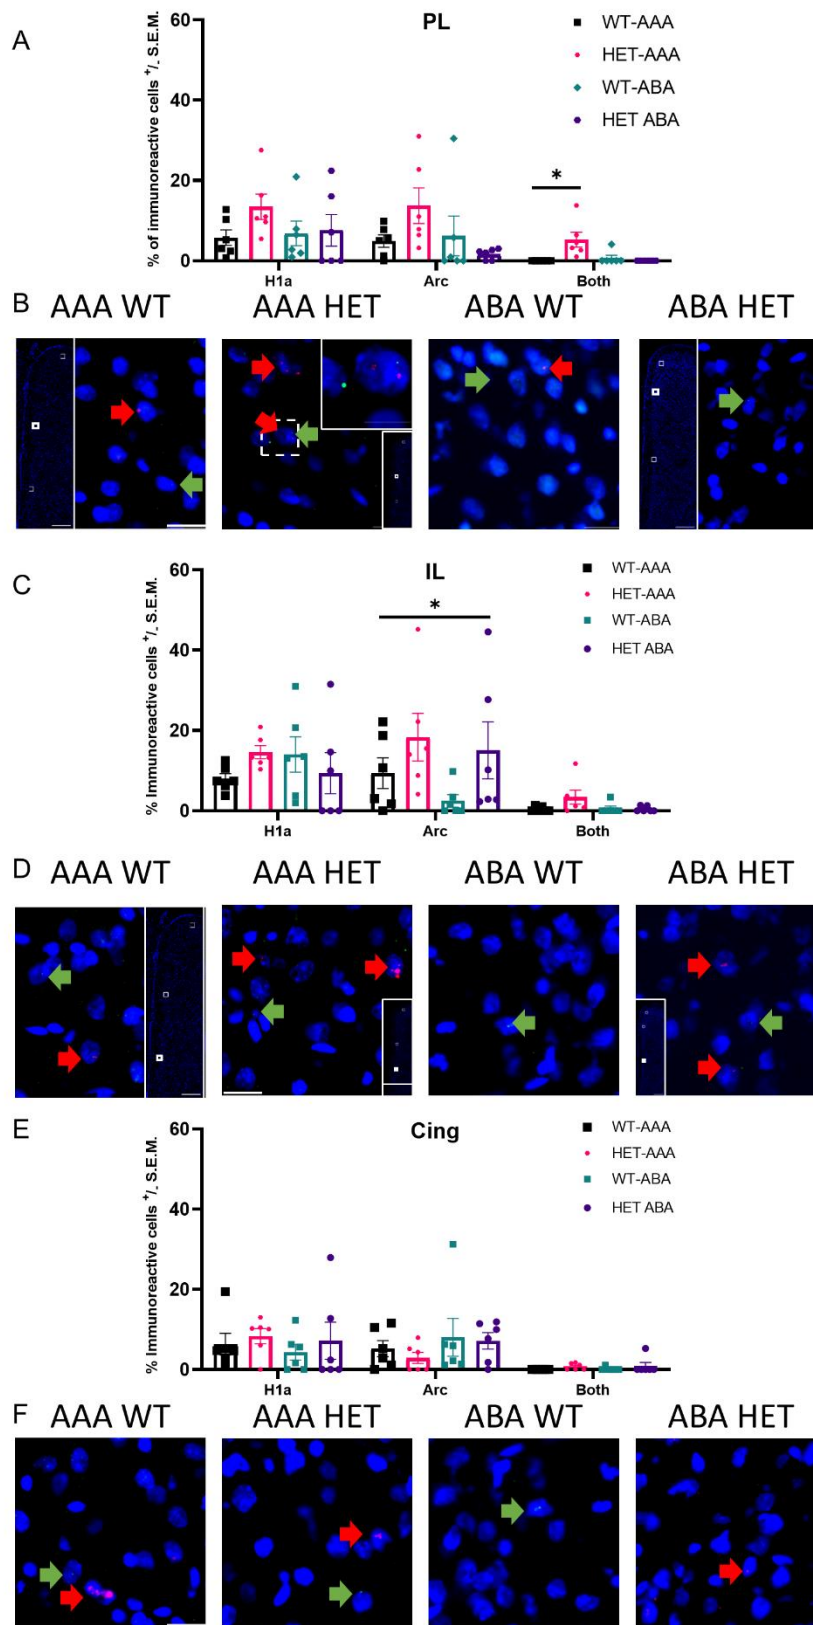 A
PL
% of immunoreactive cells +/- S.E.M.
60
40
20
0
*
H1a
Arc
Both
WT-AAA
HET-AAA
WT-ABA
HET ABA
B
AAA WT
AAA HET
ABA WT
ABA HET
C
IL
% Immunoreactive cells +/- S.E.M.
60
40
20
0
*
H1a
Arc
Both
WT-AAA
HET-AAA
WT-ABA
HET ABA
D
AAA WT
AAA HET
ABA WT
ABA HET
E
Cing
% Immunoreactive cells +/- S.E.M.
60
40
20
0
H1a
Arc
Both
WT-AAA
HET-AAA
WT-ABA
HET ABA
F
AAA WT
AAA HET
ABA WT
ABA HET